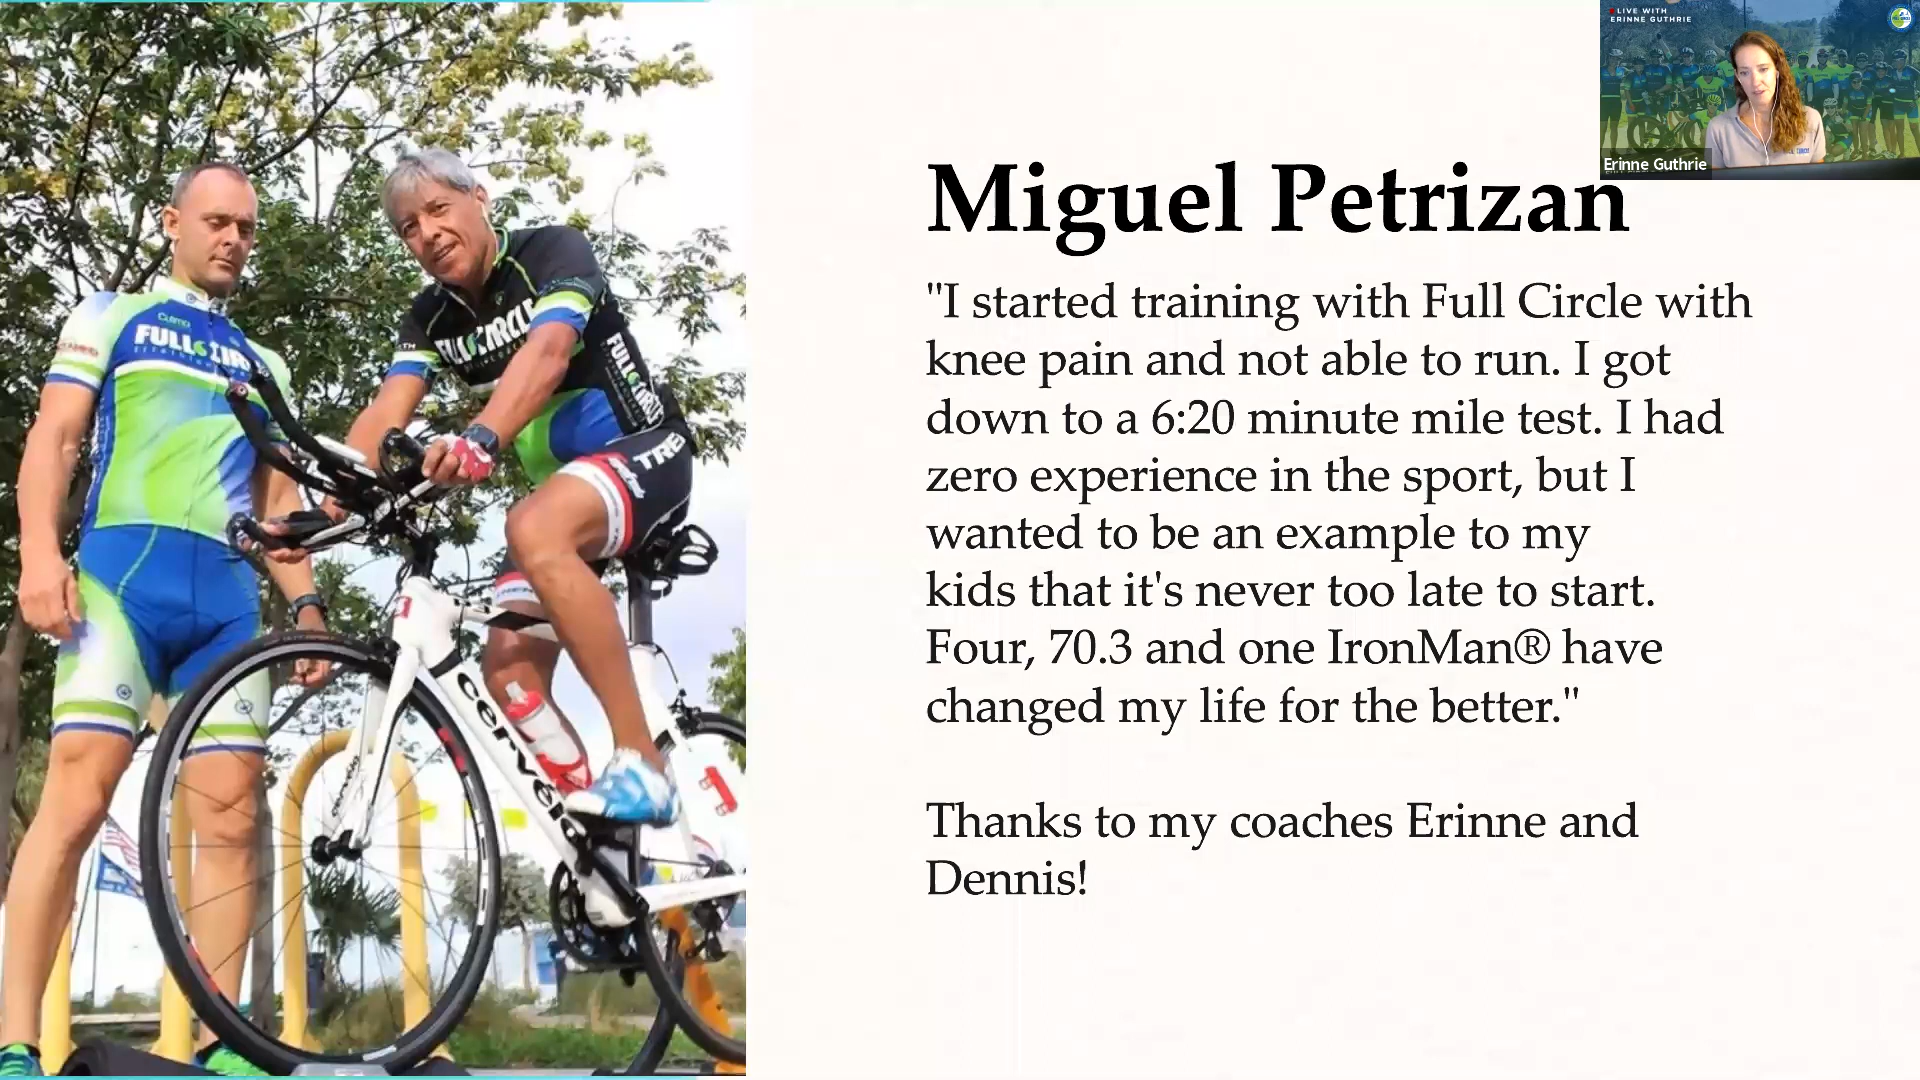 LIVE WITH
ERINNE GUTHRIE
Erinne Guthrie
Miguel Petrizan
"I started training with Full Circle with
knee pain and not able to run. I got
down to a 6:20 minute mile test. I had
zero experience in the sport, but I
wanted to be an example to my
kids that it's never too late to start.
Four, 70.3 and one IronMan® have
changed my life for the better."
Thanks to my coaches Erinne and
Dennis!
FULL CIRCLE
FULL CIRCLE
TREK
cervélo